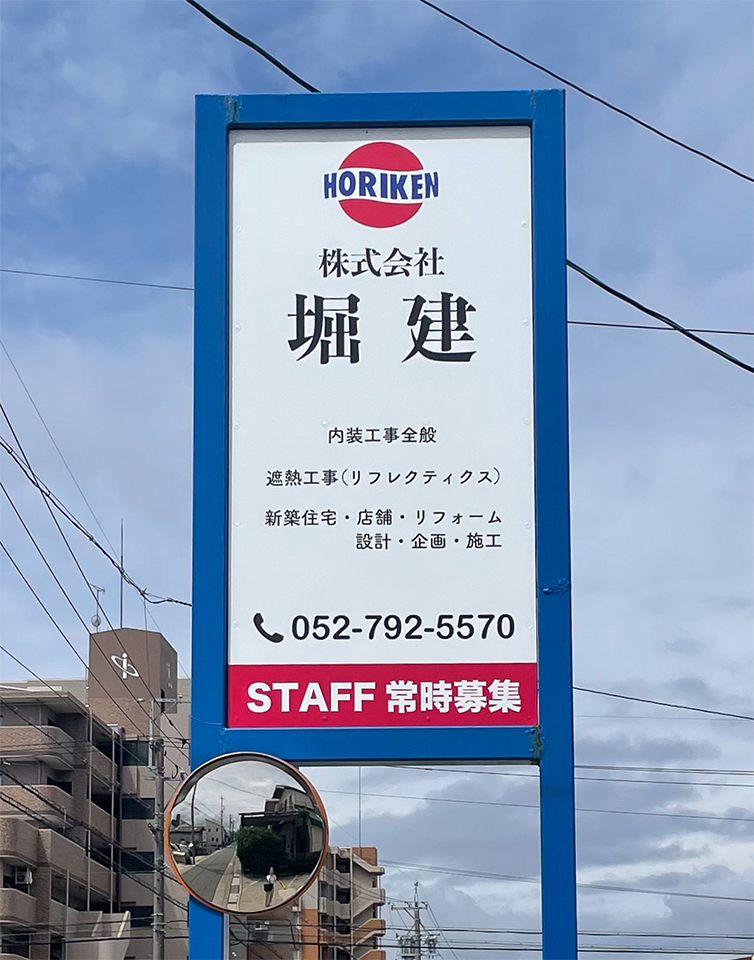 HORIKEN
株式会社
堀建
内装工事全般
遮熱工事(リフレクティクス)
新築住宅・店舗・リフォーム
設計・企画・施工
052-792-5570
STAFF 常時募集